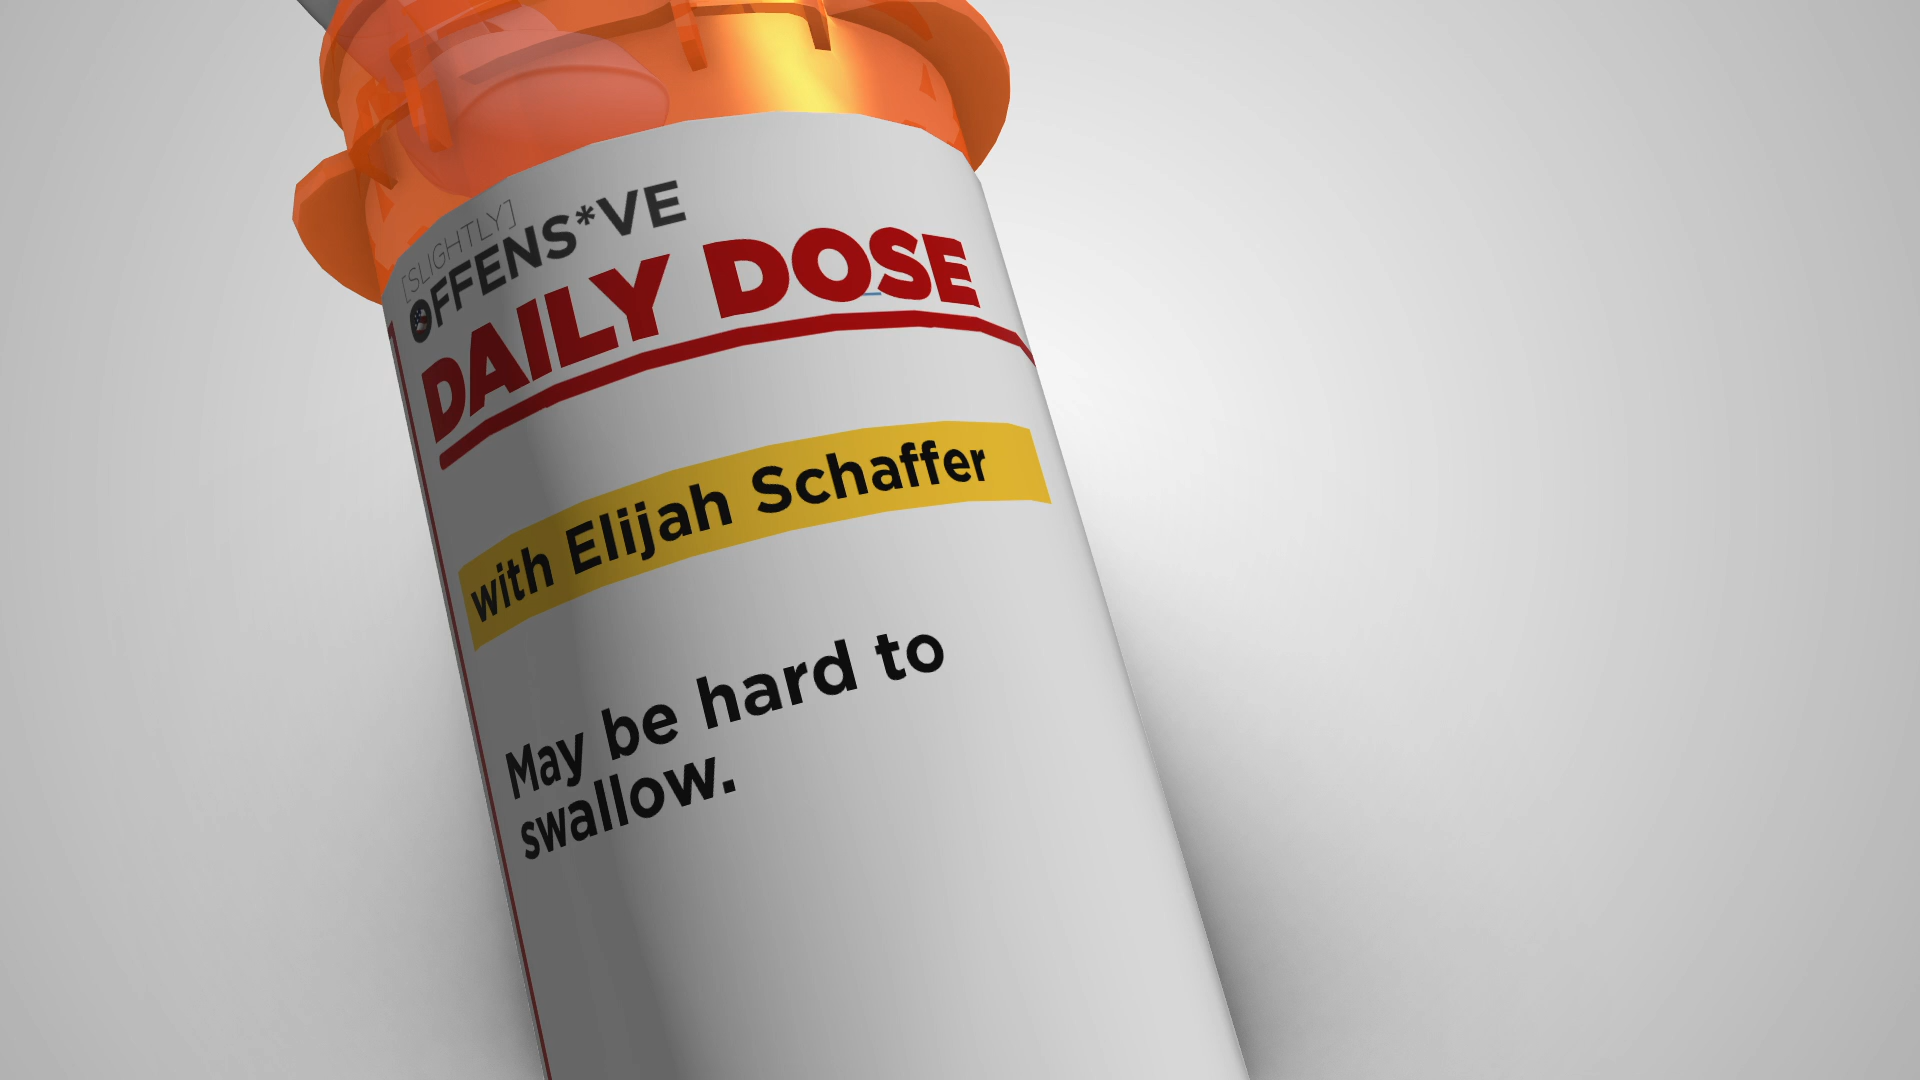 [SLIGHTLY]
OFFENS*VE
DAILY DOSE
with Elijah Schaffer
May be hard to
swallow.